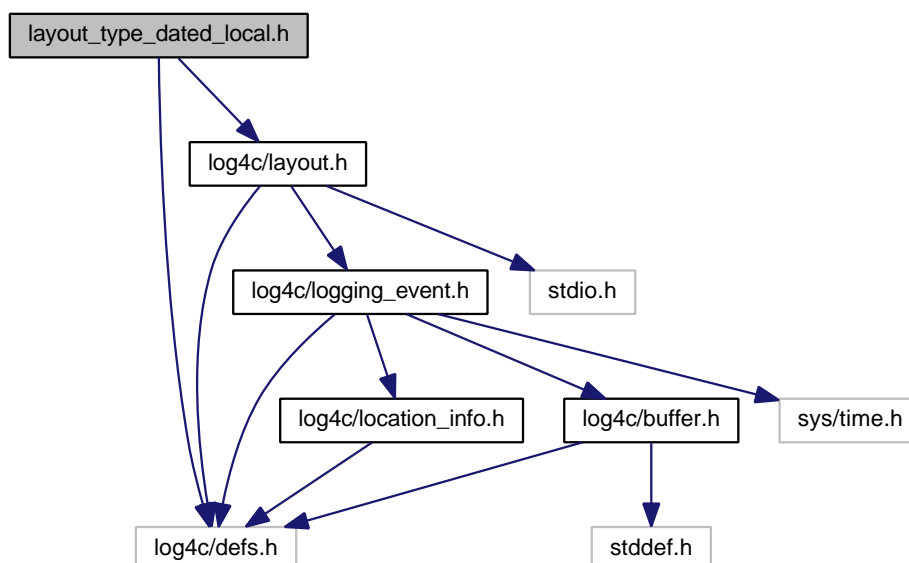 layout_type_dated_local.h
log4c/layout.h
log4c/logging_event.h
stdio.h
log4c/location_info.h
log4c/buffer.h
sys/time.h
log4c/defs.h
stddef.h